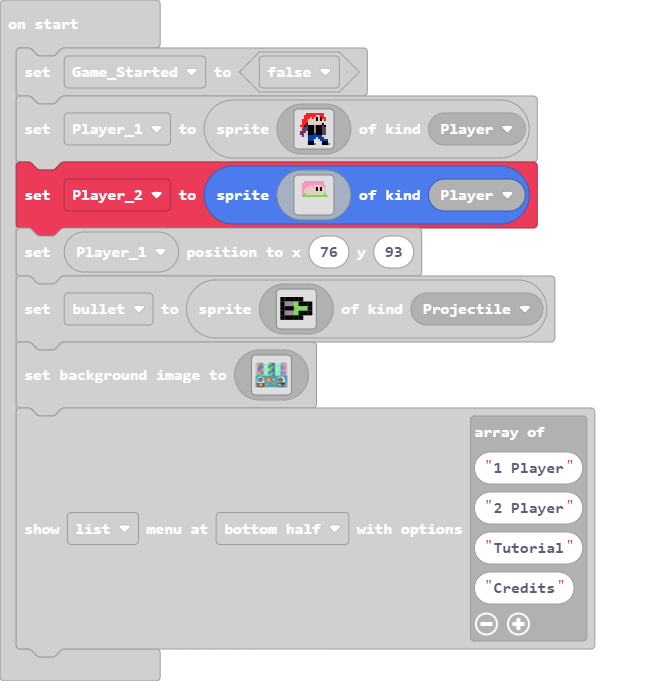 on start
set Game_Started to false
set Player_1 to sprite of kind Player
set Player_2 to sprite of kind Player
set Player_1 position to x 76 y 93
set bullet to sprite of kind Projectile
set background image to
array of
"1 Player"
"2 Player"
show list menu at bottom half with options
"Tutorial"
"Credits"